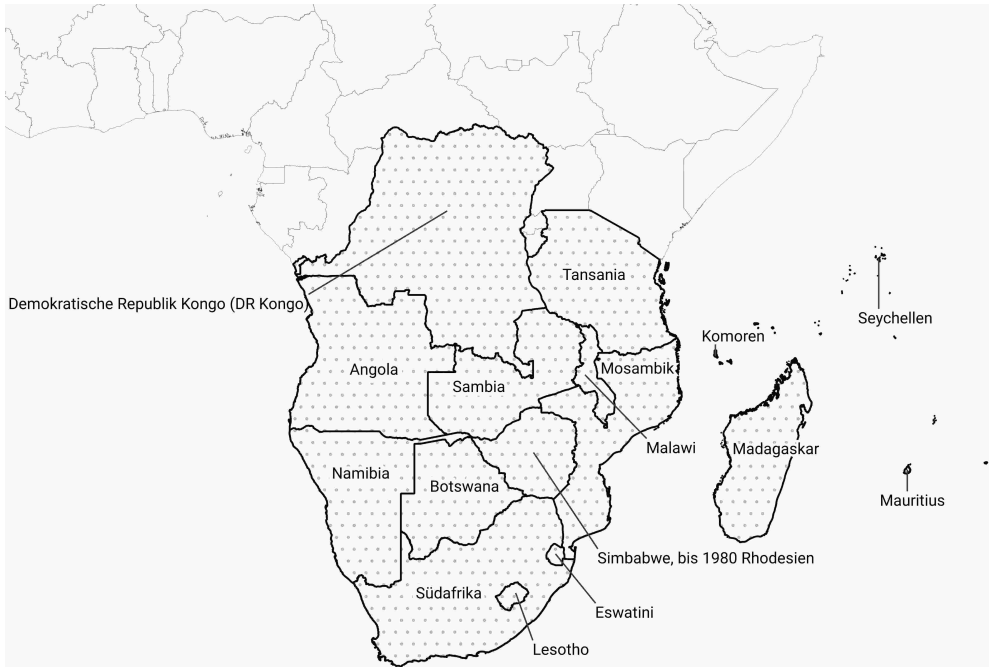 Tansania
Demokratische Republik Kongo (DR Kongo)
Seychellen
Komoren
Angola
Mosambik
Sambia
Malawi
Madagaskar
Namibia
Botswana
Mauritius
Simbabwe, bis 1980 Rhodesien
Südafrika
Eswatini
Lesotho